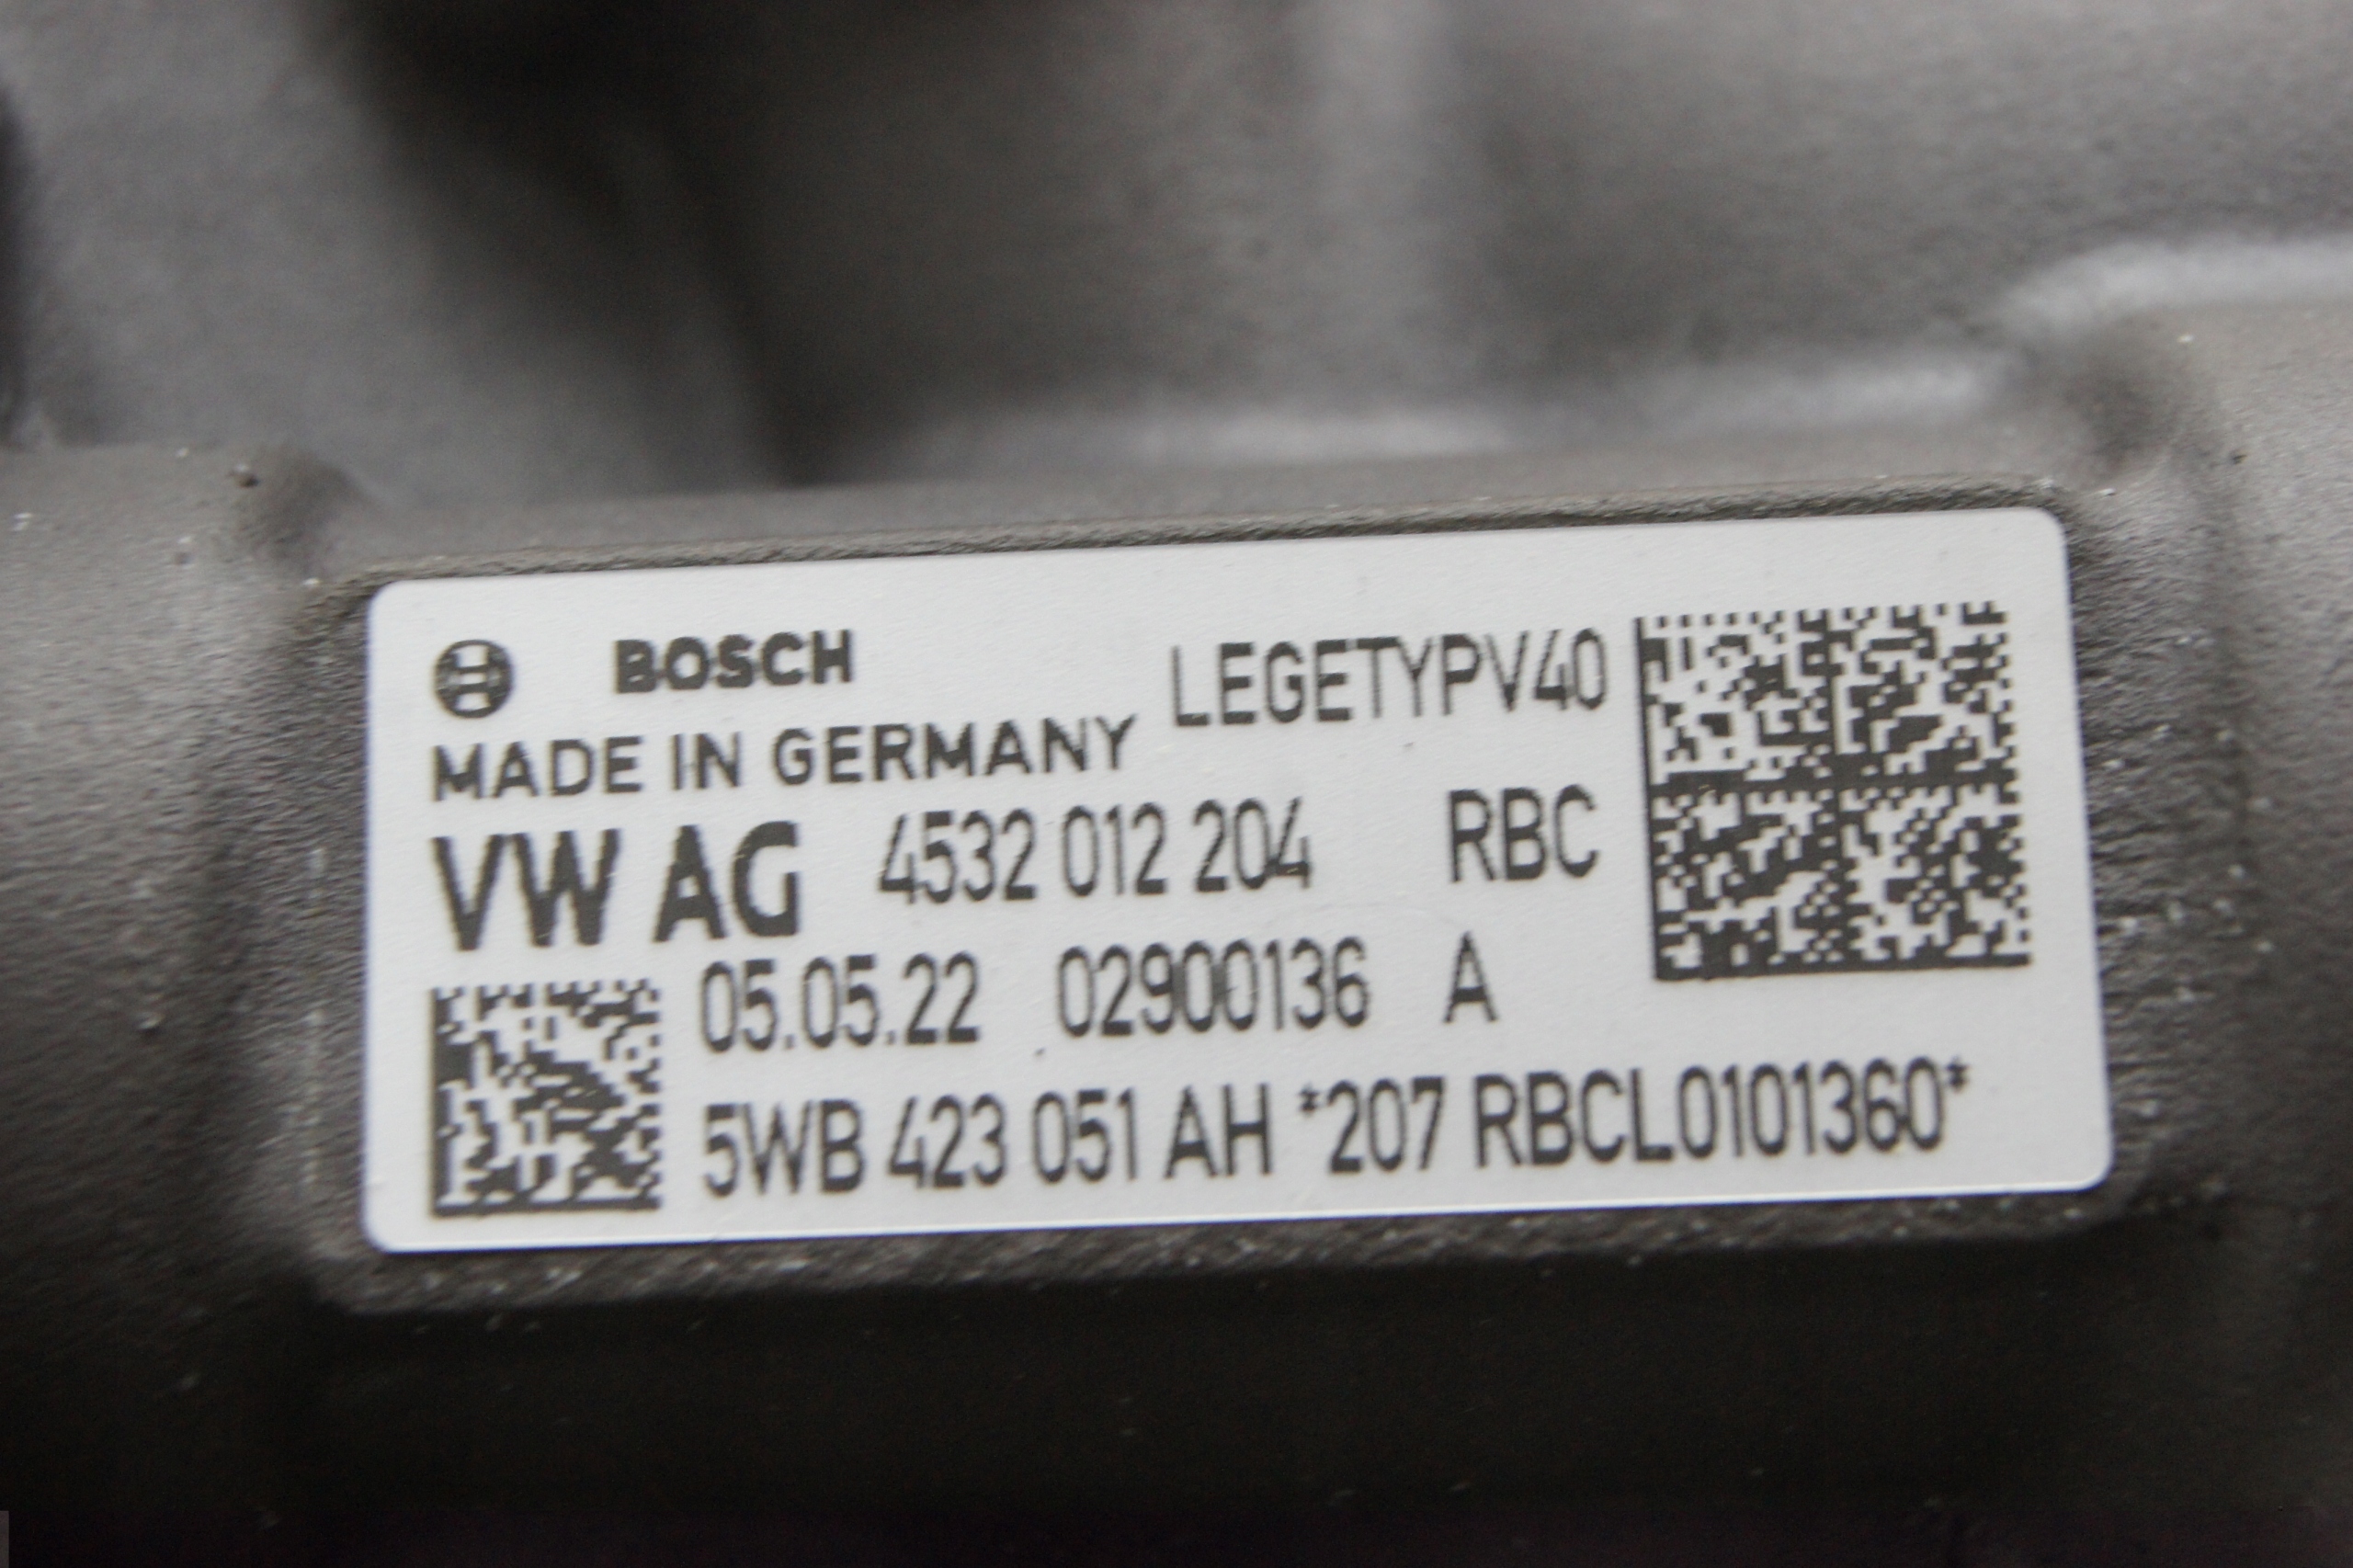 BOSCH LEGETYPV40
MADE IN GERMANY
VW AG 4532 012 204 RBC
05.05.22 02900136 A
5WB 423 051 AH *207 RBCL0101360*